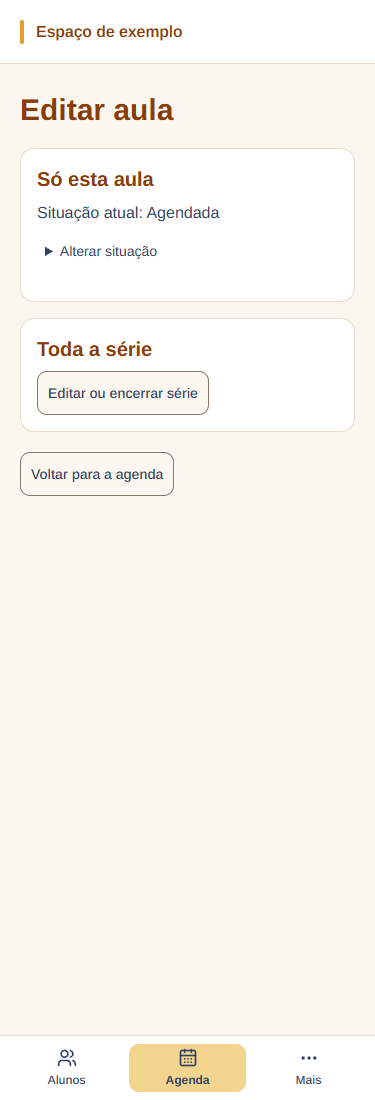 Espaço de exemplo
Editar aula
Só esta aula
Situação atual: Agendada
Alterar situação
Toda a série
Editar ou encerrar série
Voltar para a agenda
Alunos
Agenda
Mais